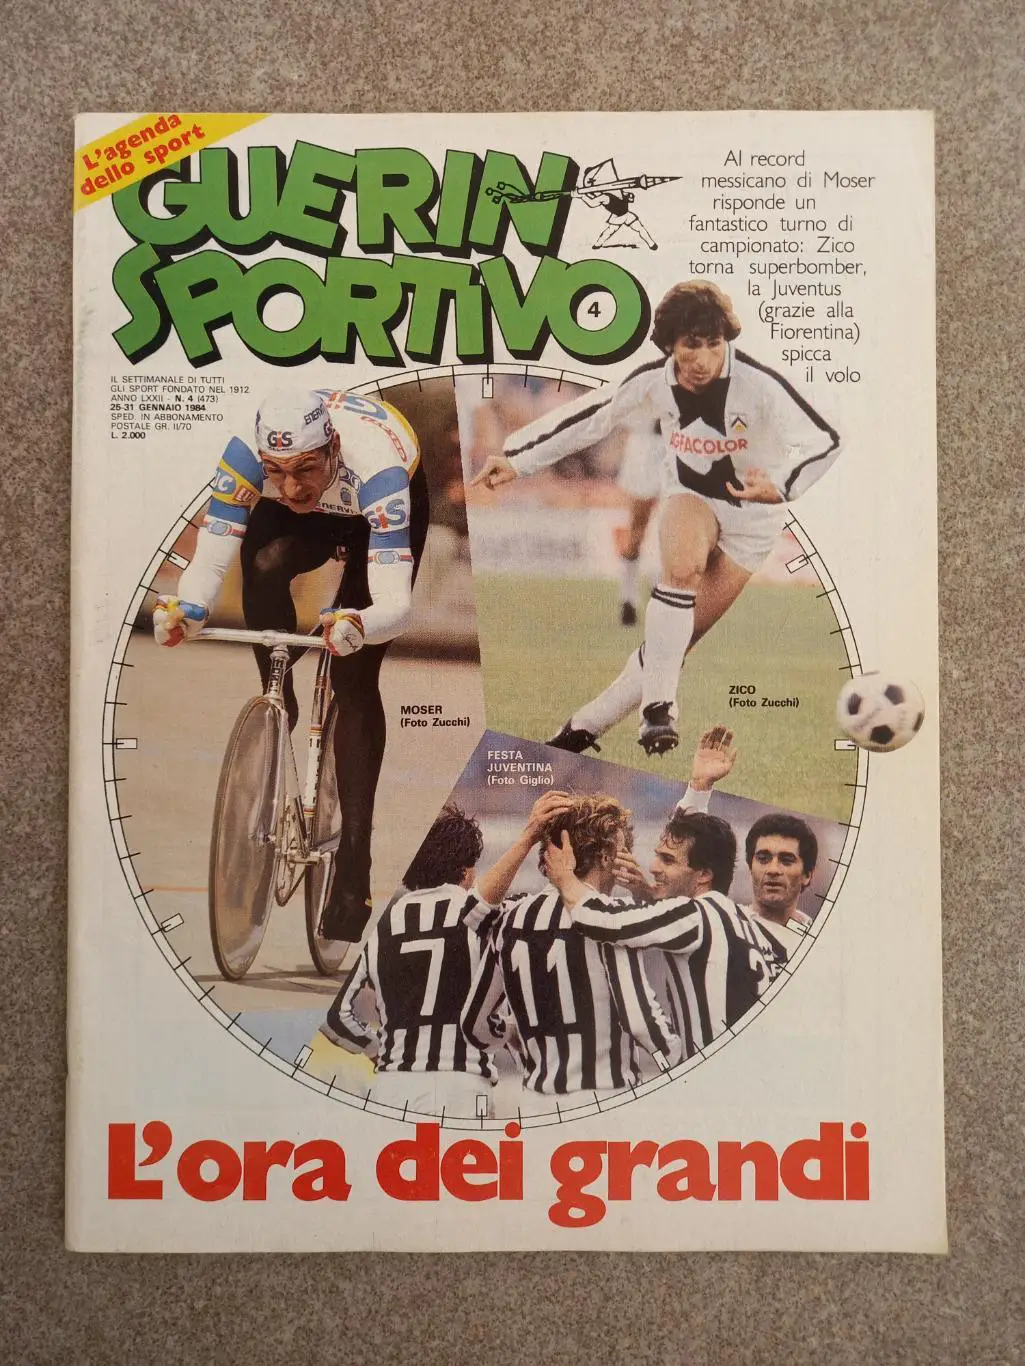 L'agenda
dello sport
GUERIN
SPORTIVO
4
Al record
messicano di Moser
risponde un
fantastico turno di
campionato: Zico
torna superbomber,
la Juventus
(grazie alla
Fiorentina)
spicca
il volo
IL SETTIMANALE DI TUTTI
GLI SPORT FONDATO NEL 1912
ANNO LXXII - N. 4 (473)
25-31 GENNAIO 1984
SPED. IN ABBONAMENTO
POSTALE GR. II/70
L. 2.000
GiS
GiS
AGFACOLOR
MOSER
(Foto Zucchi)
ZICO
(Foto Zucchi)
FESTA
JUVENTINA
(Foto Giglio)
7
11
L'ora dei grandi